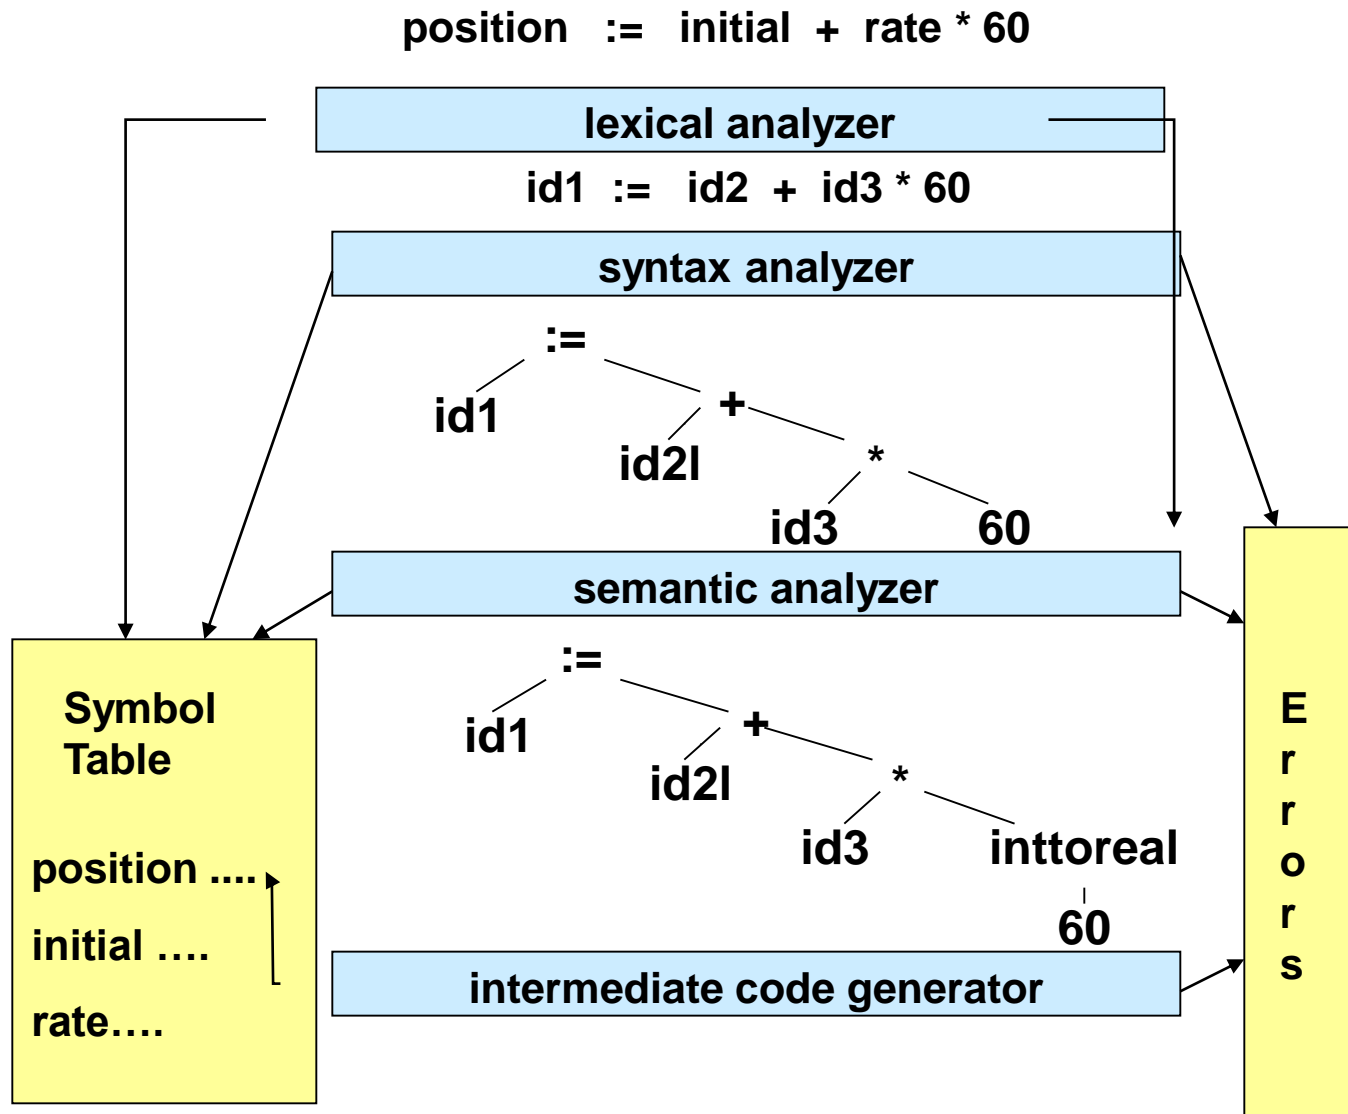 position := initial + rate * 60
lexical analyzer
id1 := id2 + id3 * 60
syntax analyzer
:=
id1 +
id2l *
id3 60
semantic analyzer
:=
id1 +
id2l *
id3 inttoreal
60
intermediate code generator
Symbol
Table
position ....
initial ....
rate....
E
r
r
o
r
s